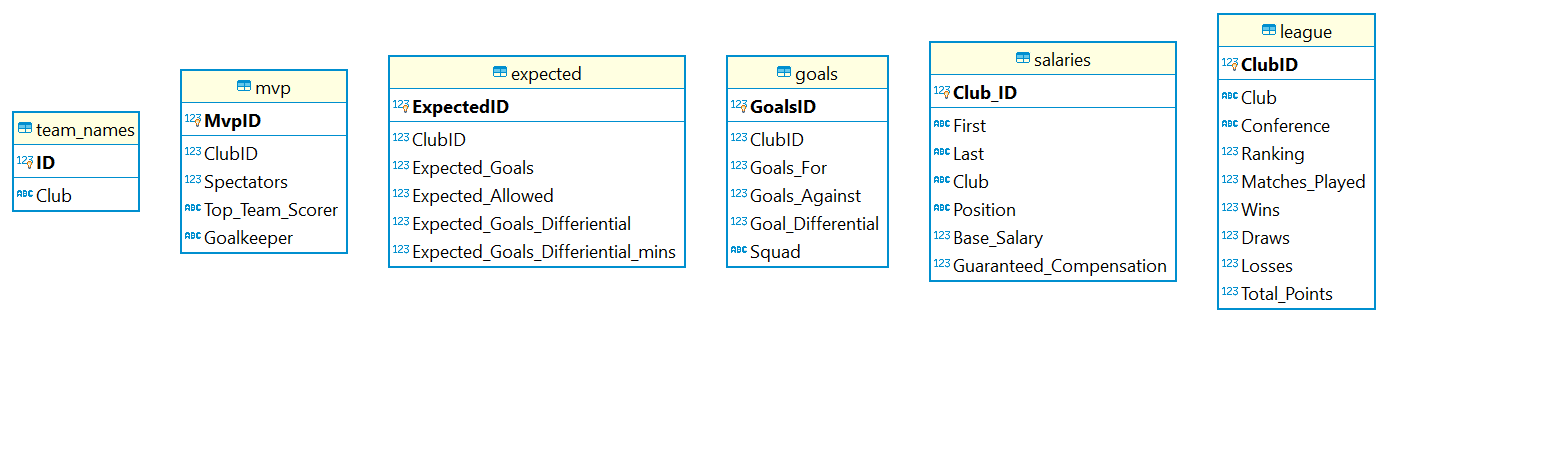 team_names
123 ID
ABC Club
mvp
123 MvpID
123 ClubID
123 Spectators
ABC Top_Team_Scorer
ABC Goalkeeper
expected
123 ExpectedID
123 ClubID
123 Expected_Goals
123 Expected_Allowed
123 Expected_Goals_Differiential
123 Expected_Goals_Differiential_mins
goals
123 GoalsID
123 ClubID
123 Goals_For
123 Goals_Against
123 Goal_Differential
ABC Squad
salaries
123 Club_ID
ABC First
ABC Last
ABC Club
ABC Position
123 Base_Salary
123 Guaranteed_Compensation
league
123 ClubID
ABC Club
ABC Conference
123 Ranking
123 Matches_Played
123 Wins
123 Draws
123 Losses
123 Total_Points